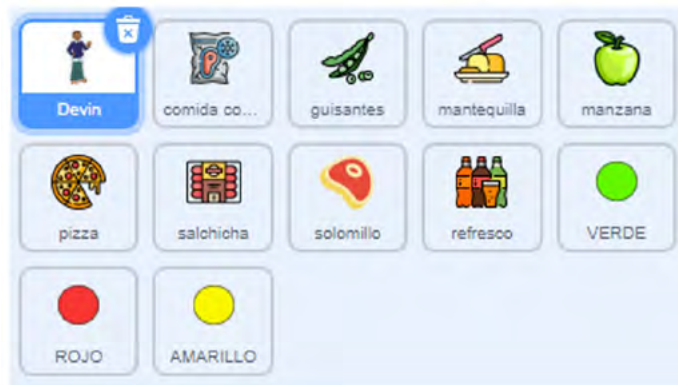 Devin
comida co...
guisantes
mantequilla
manzana
pizza
salchicha
solomillo
refresco
VERDE
ROJO
AMARILLO